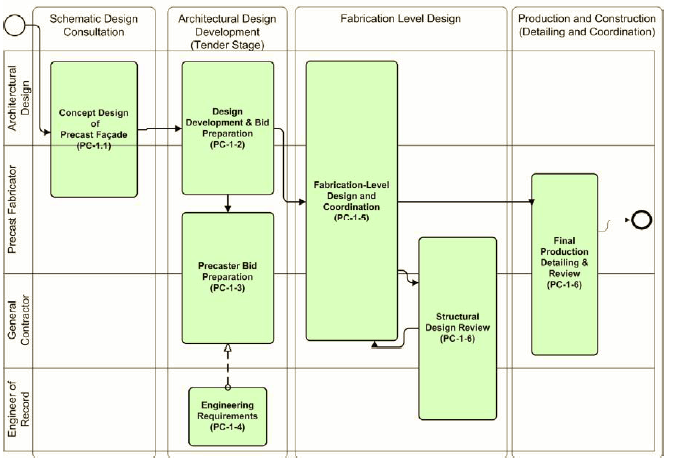 Schematic Design
Consultation
Architectural Design
Development
(Tender Stage)
Fabrication Level Design
Production and Construction
(Detailing and Coordination)
Architerctural
Design
Concept Design
of
Precast Façade
(PC-1.1)
Design
Development & Bid
Preparation
(PC-1-2)
Precast Fabricator
Fabrication-Level
Design and
Coordination
(PC-1-5)
Final
Production
Detailing &
Review
(PC-1-6)
Precaster Bid
Preparation
(PC-1-3)
General
Contractor
Structural
Design Review
(PC-1-6)
Engineer of
Record
Engineering
Requirements
(PC-1-4)